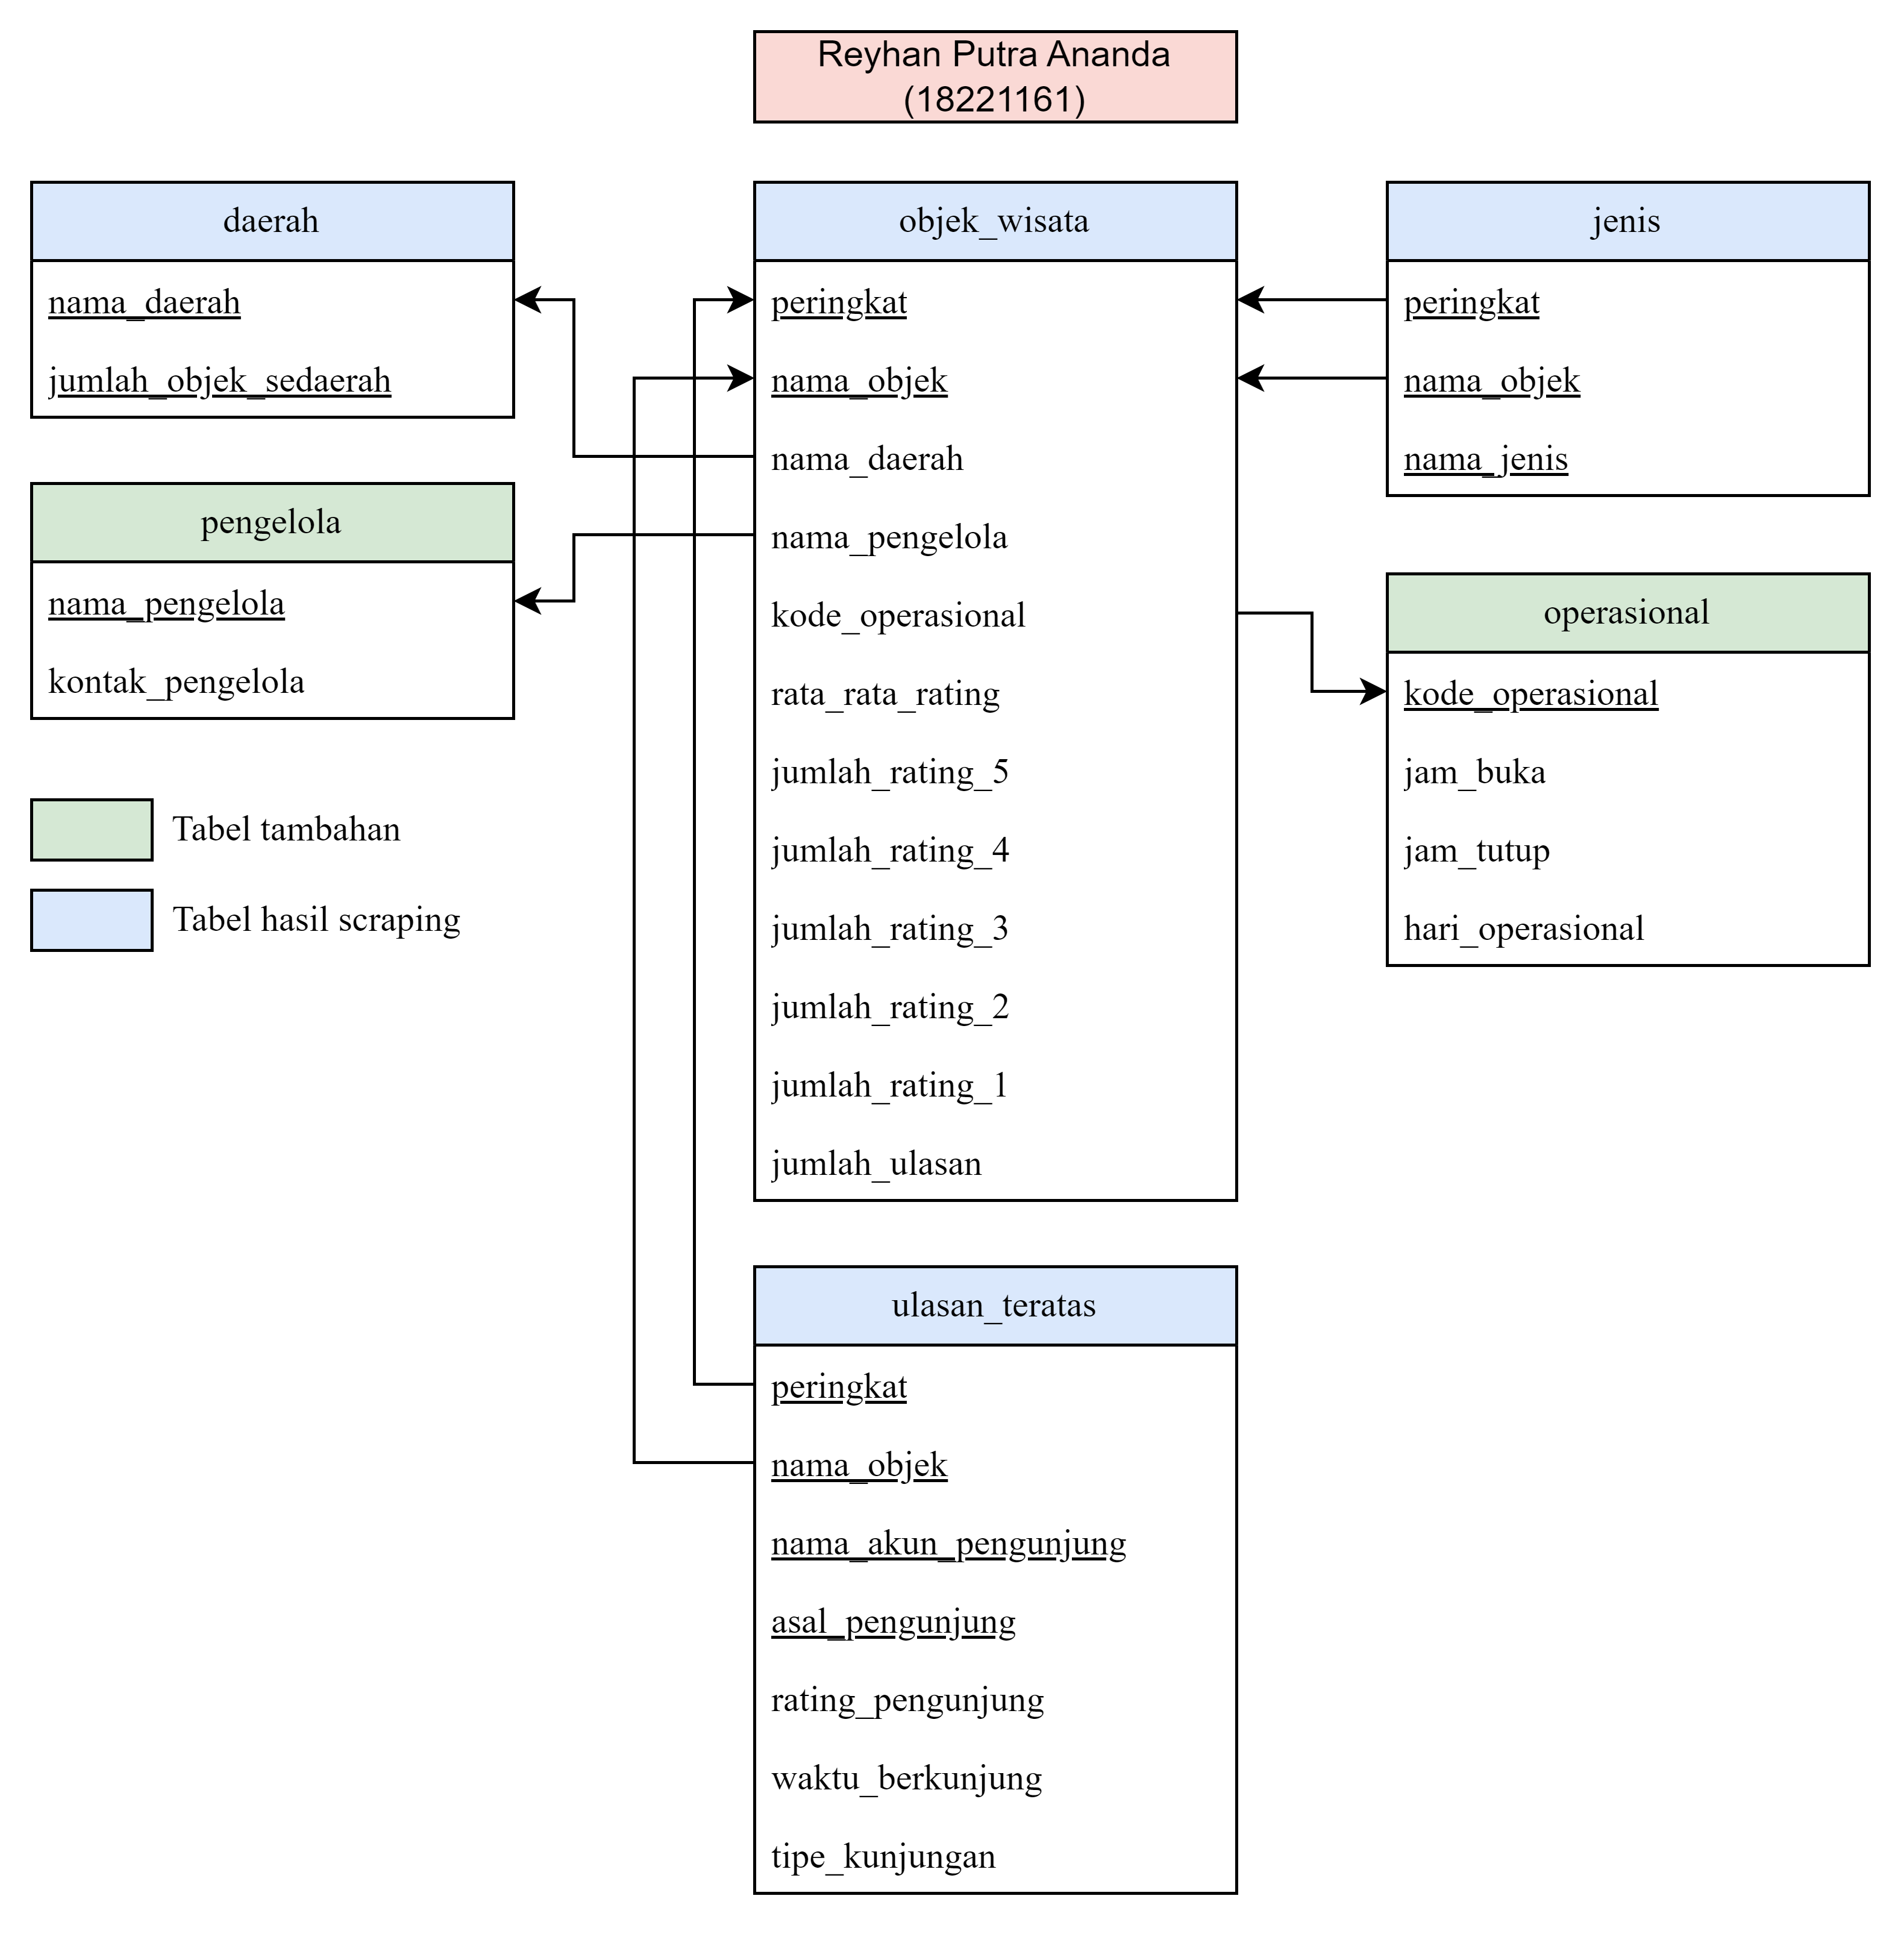 Reyhan Putra Ananda
(18221161)
daerah
nama_daerah
jumlah_objek_sedaerah
pengelola
nama_pengelola
kontak_pengelola
Tabel tambahan
Tabel hasil scraping
objek_wisata
peringkat
nama_objek
nama_daerah
nama_pengelola
kode_operasional
rata_rata_rating
jumlah_rating_5
jumlah_rating_4
jumlah_rating_3
jumlah_rating_2
jumlah_rating_1
jumlah_ulasan
jenis
peringkat
nama_objek
nama_jenis
operasional
kode_operasional
jam_buka
jam_tutup
hari_operasional
ulasan_teratas
peringkat
nama_objek
nama_akun_pengunjung
asal_pengunjung
rating_pengunjung
waktu_berkunjung
tipe_kunjungan